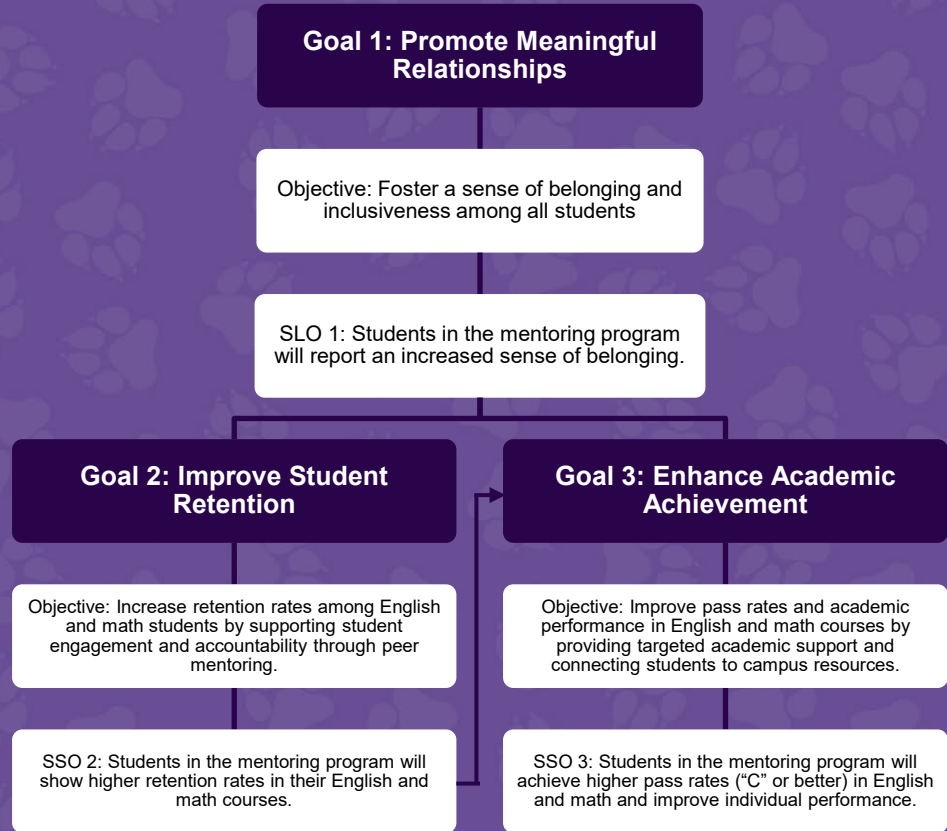 Goal 1: Promote Meaningful
Relationships
Objective: Foster a sense of belonging and
inclusiveness among all students
SLO 1: Students in the mentoring program
will report an increased sense of belonging.
Goal 2: Improve Student
Retention
Objective: Increase retention rates among English
and math students by supporting student
engagement and accountability through peer
mentoring.
SSO 2: Students in the mentoring program will
show higher retention rates in their English and
math courses.
Goal 3: Enhance Academic
Achievement
Objective: Improve pass rates and academic
performance in English and math courses by
providing targeted academic support and
connecting students to campus resources.
SSO 3: Students in the mentoring program will
achieve higher pass rates (“C” or better) in English
and math and improve individual performance.